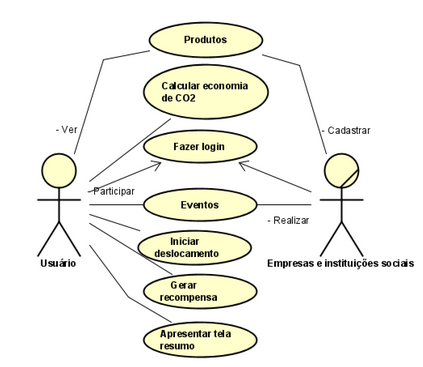 Produtos
Calcular economia
de CO2
- Ver
- Cadastrar
Fazer login
Participar
Eventos
- Realizar
Iniciar
deslocamento
Usuário
Empresas e instituições sociais
Gerar
recompensa
Apresentar tela
resumo